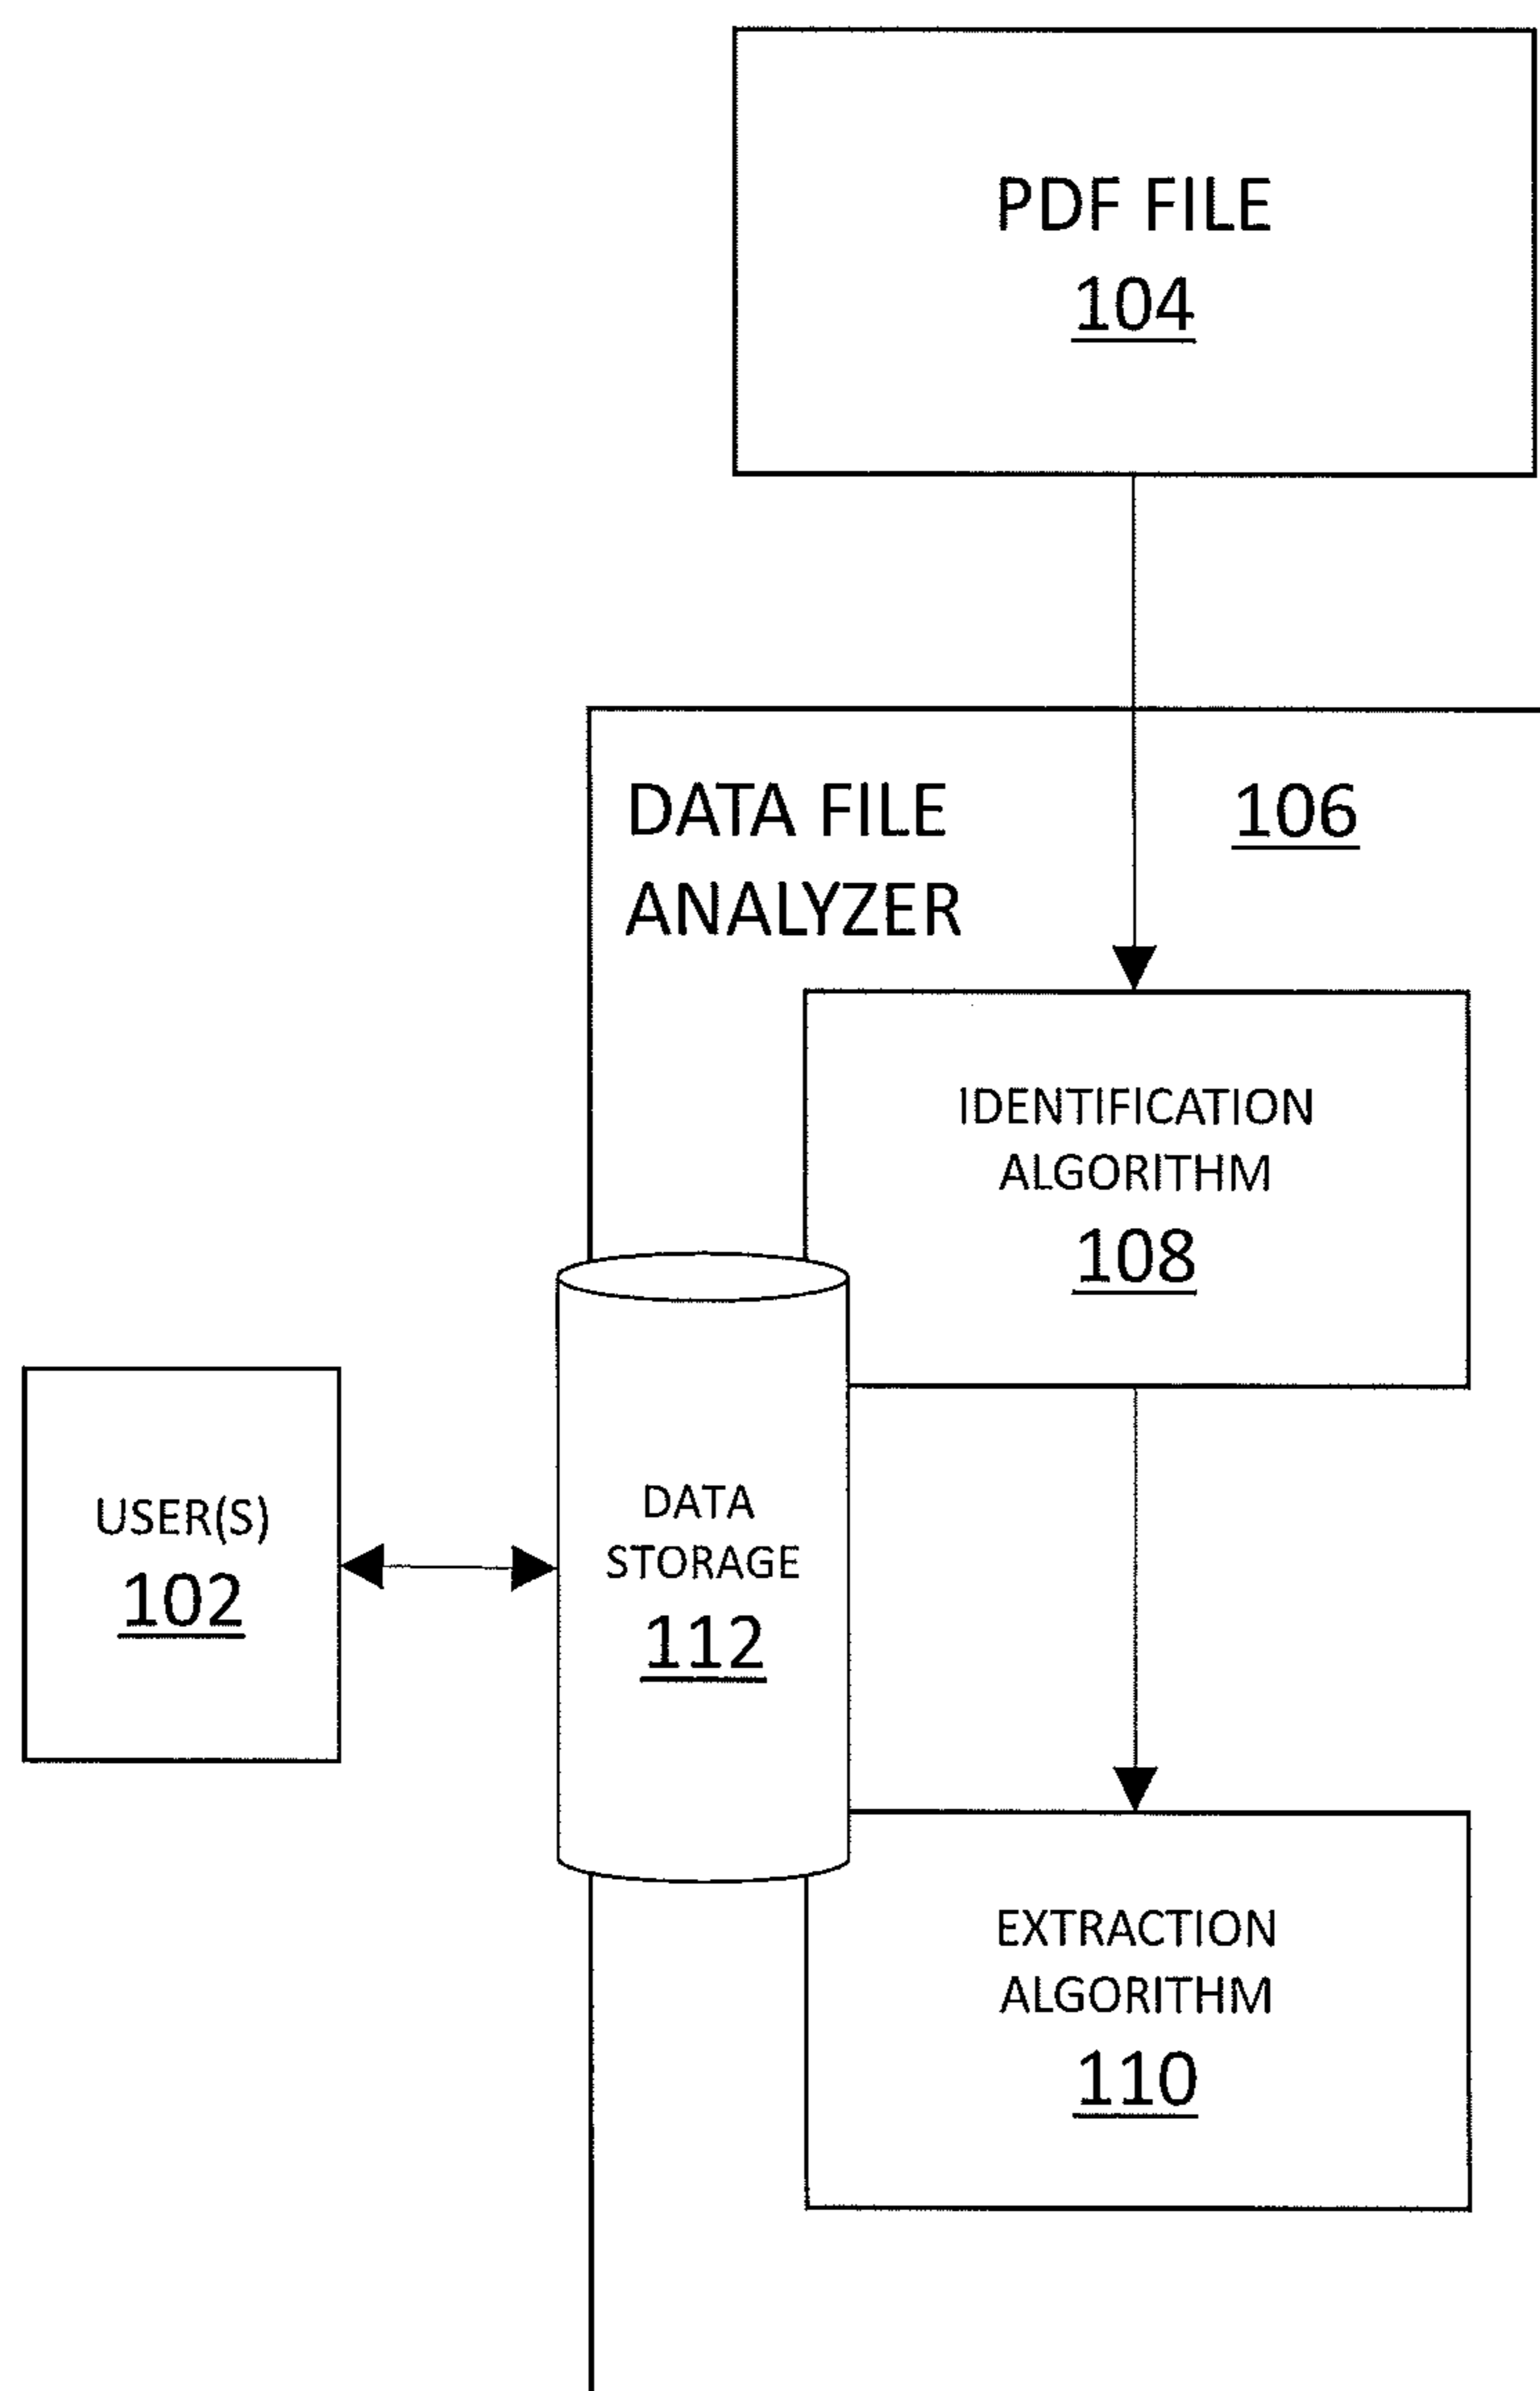 PDF FILE
104
DATA FILE
ANALYZER
106
IDENTIFICATION
ALGORITHM
108
USER(S)
102
DATA
STORAGE
112
EXTRACTION
ALGORITHM
110